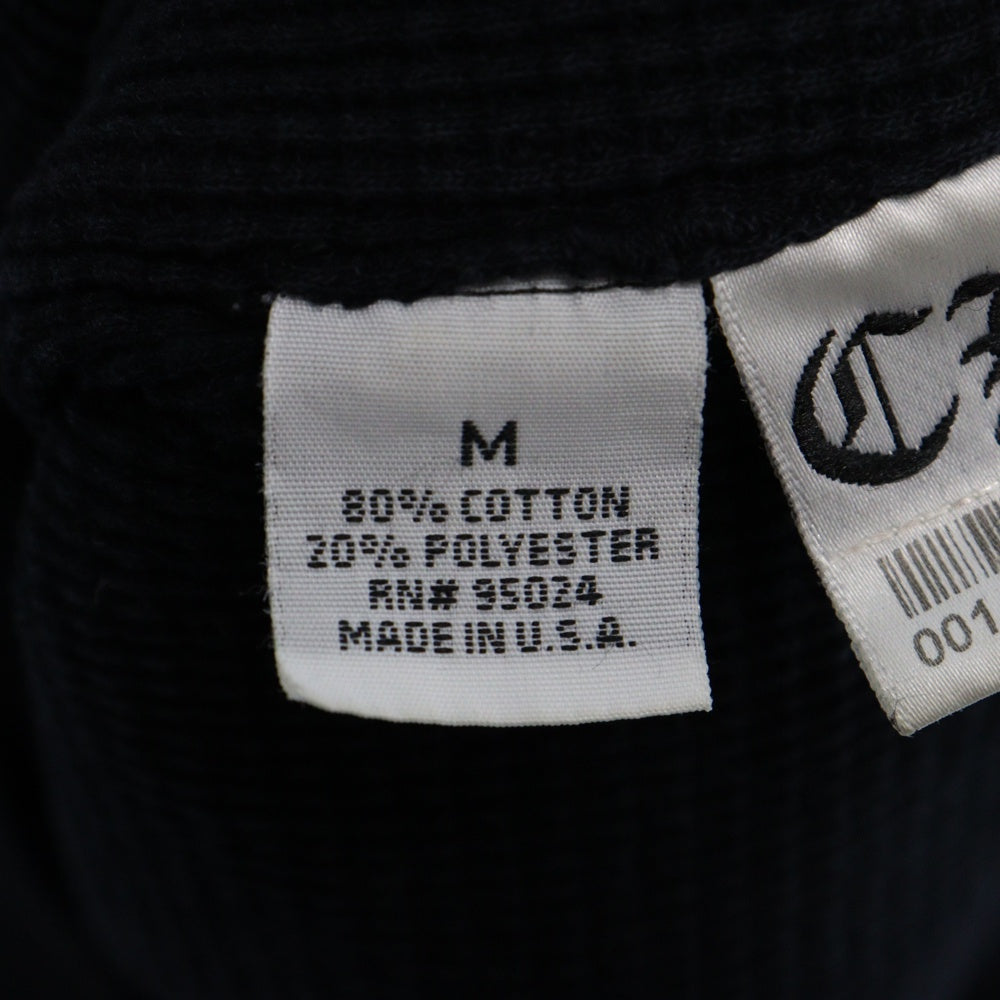 M
80% COTTON
20% POLYESTER
RN# 95024
MADE IN U.S.A.
C
001